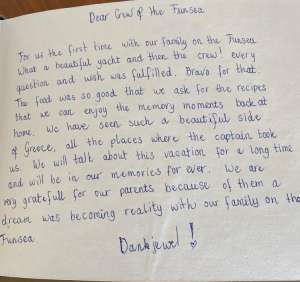 Dear Crew of the Funsea
For us the first time with our family on the Funsea
What a beautiful yacht and then the crew! every
question and wish was fulfilled. Bravo for that.
The food was so good that we ask for the recipes
that we can enjoy the memory moments back at
home. We have seen such a beautiful side
of Greece, all the places where the captain took
us. We will talk about this vacation for a long time
and will be in our memories for ever. We are
very gratefull for our parents because of them a
dream was becoming reality with our family on the
Funsea.
Dankjewel!